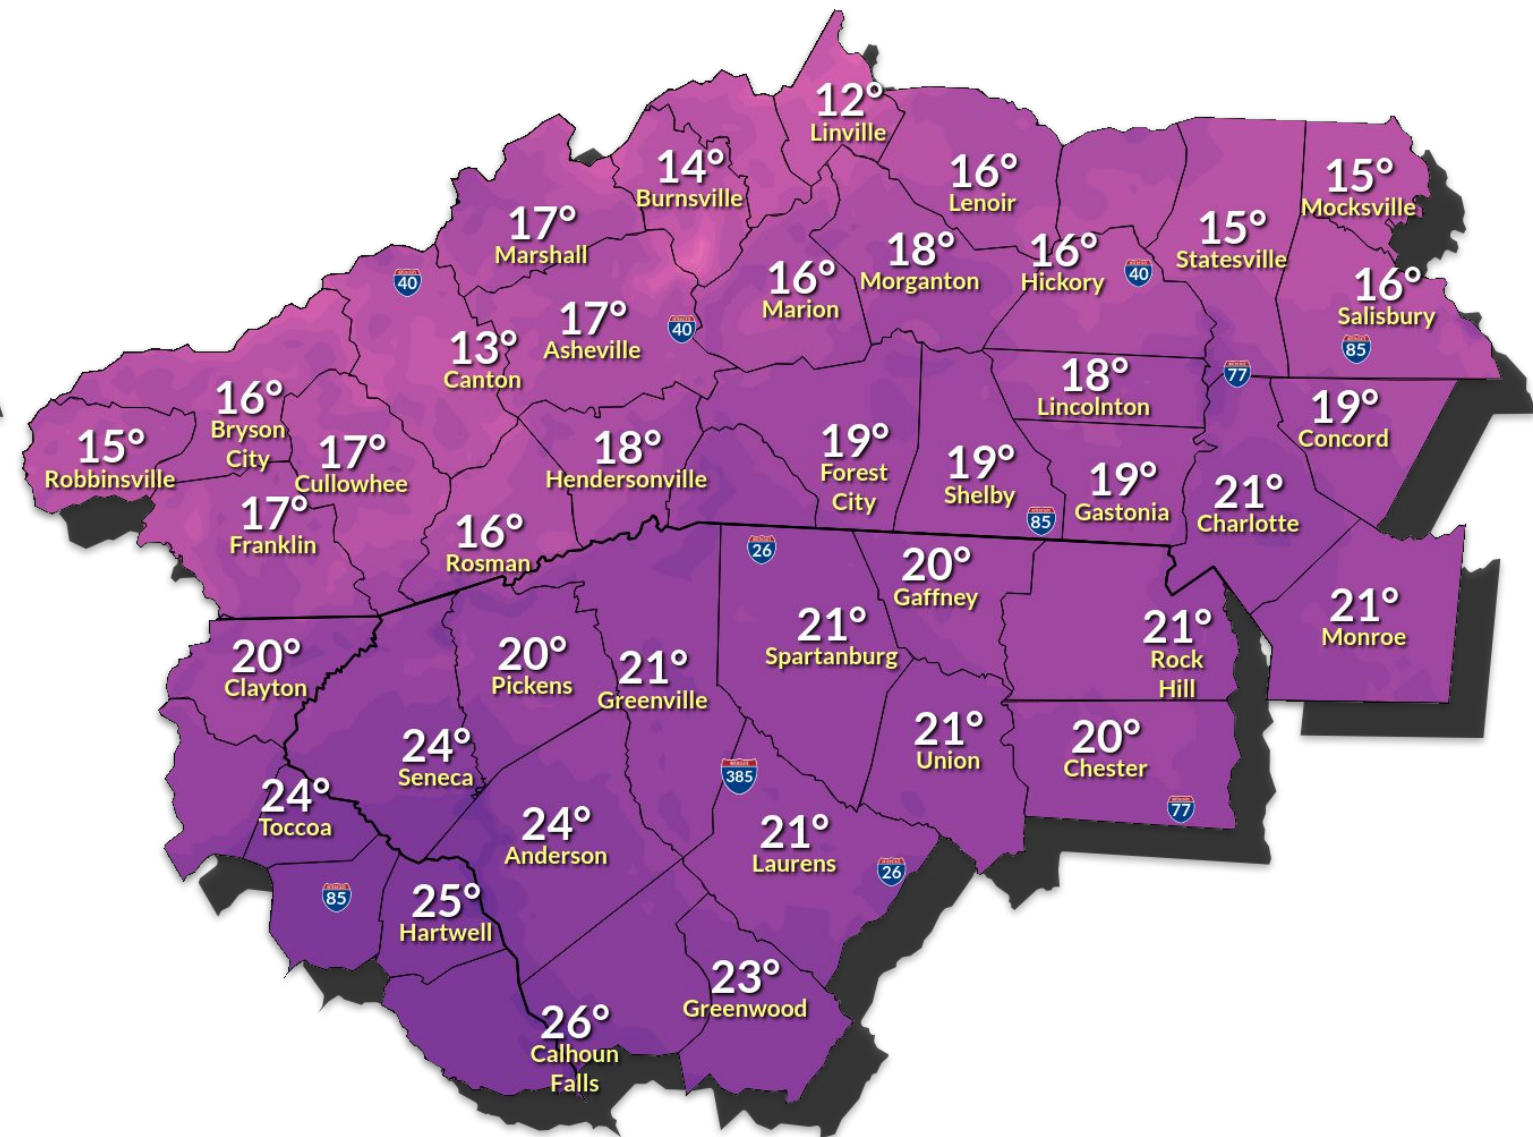 12°
Linville
14°
Burnsville
16°
Lenoir
15°
Mocksville
17°
Marshall
18°
Morganton
16°
Hickory
40
15°
Statesville
40
16°
Marion
16°
Salisbury
85
17°
Asheville
40
13°
Canton
18°
Lincolnton
77
19°
Concord
16°
Bryson
City
15°
Robbinsville
17°
Cullowhee
18°
Hendersonville
19°
Forest
City
19°
Shelby
85
19°
Gastonia
21°
Charlotte
17°
Franklin
16°
Rosman
26
20°
Gaffney
21°
Rock
Hill
21°
Monroe
20°
Clayton
20°
Pickens
21°
Greenville
21°
Spartanburg
24°
Seneca
21°
Union
20°
Chester
77
385
24°
Toccoa
24°
Anderson
21°
Laurens
26
85
25°
Hartwell
23°
Greenwood
26°
Calhoun
Falls